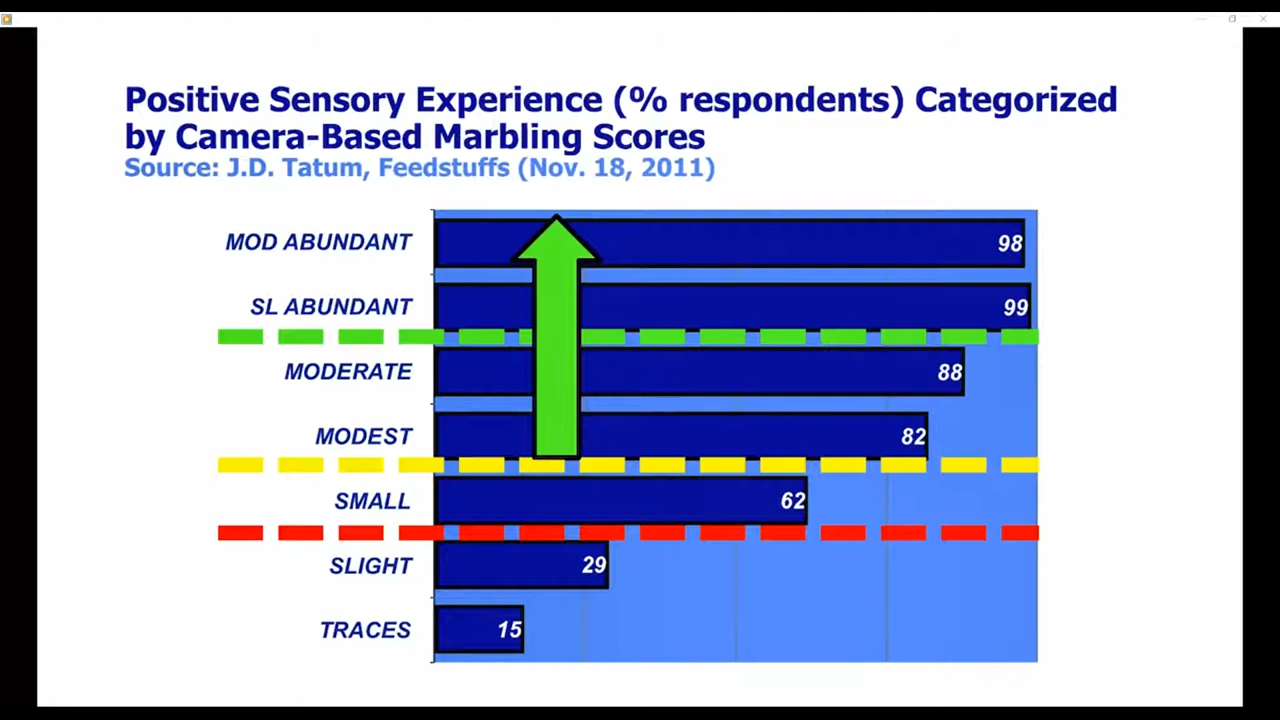 Positive Sensory Experience (% respondents) Categorized
by Camera-Based Marbling Scores
Source: J.D. Tatum, Feedstuffs (Nov. 18, 2011)
MOD ABUNDANT 98
SL ABUNDANT 99
MODERATE 88
MODEST 82
SMALL 62
SLIGHT 29
TRACES 15